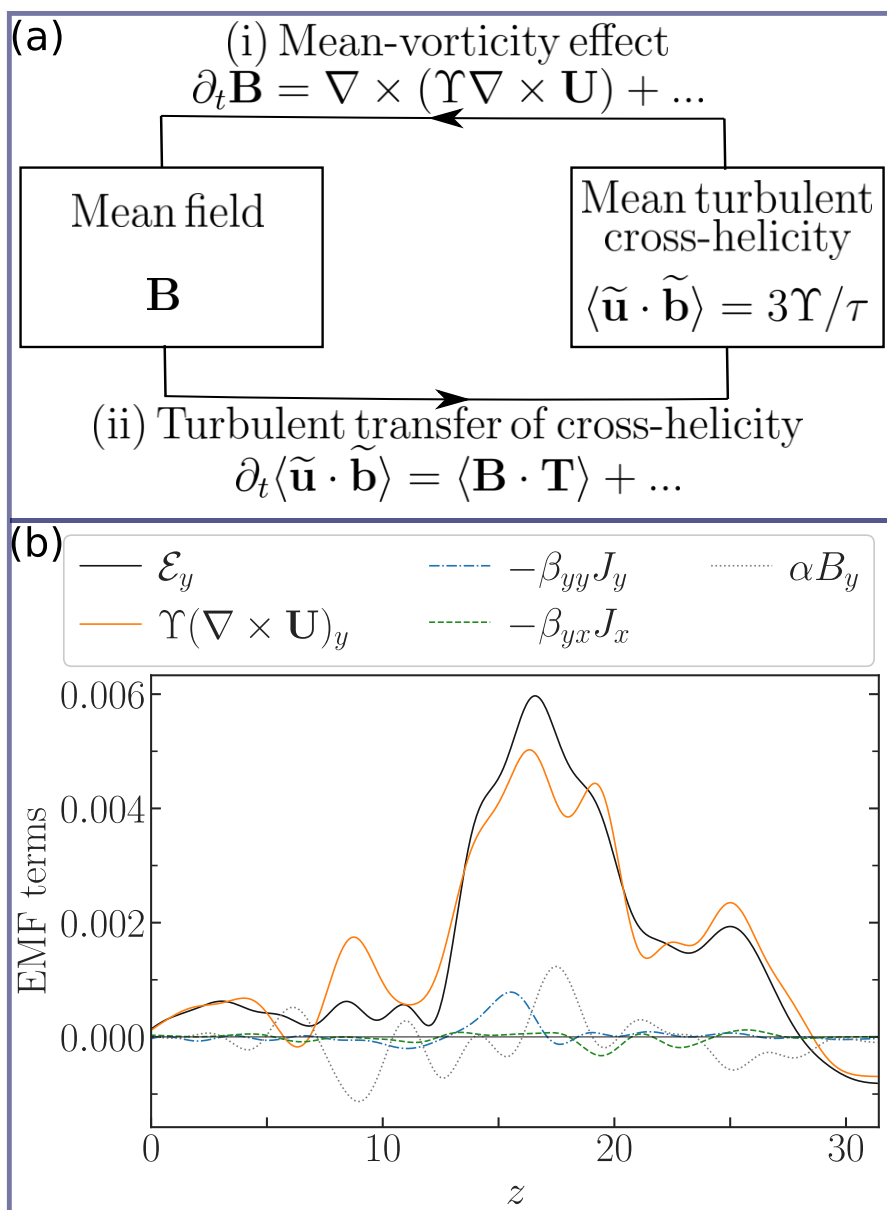 (a)
(i) Mean-vorticity effect
∂ₜ𝐁 = ∇ × (ϒ∇ × 𝐔) + ...
Mean field
𝐁
Mean turbulent
cross-helicity
⟨𝐮̃ · 𝐛̃⟩ = 3ϒ/τ
(ii) Turbulent transfer of cross-helicity
∂ₜ⟨𝐮̃ · 𝐛̃⟩ = ⟨𝐁 · 𝐓⟩ + ...
(b)
ℰ_y
ϒ(∇ × 𝐔)_y
−β_yy J_y
−β_yx J_x
αB_y
EMF terms
0.006
0.004
0.002
0.000
0 10 20 30
z